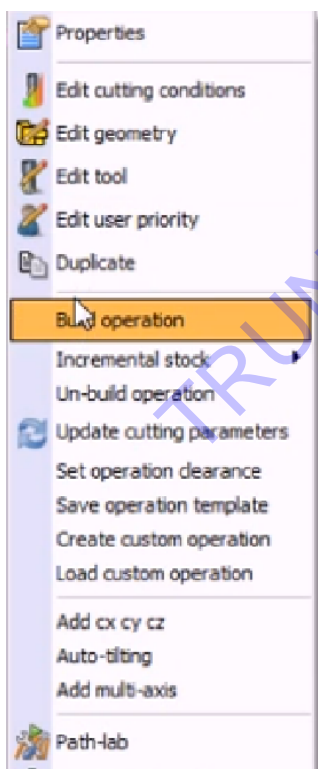 Properties
Edit cutting conditions
Edit geometry
Edit tool
Edit user priority
Duplicate
Build operation
Incremental stock
Un-build operation
Update cutting parameters
Set operation clearance
Save operation template
Create custom operation
Load custom operation
Add cx cy cz
Auto-tilting
Add multi-axis
Path-lab